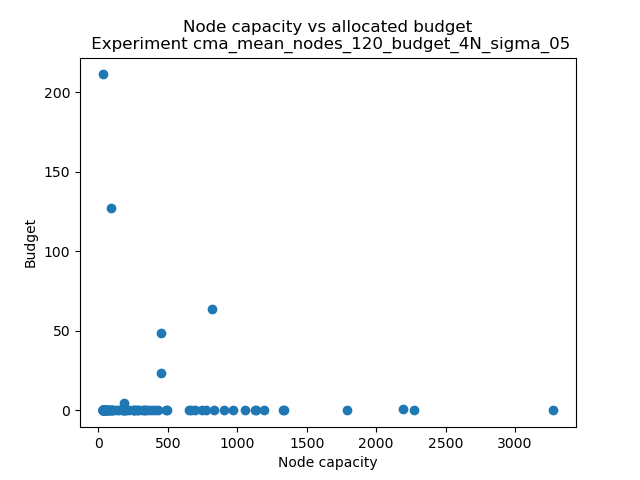 Node capacity vs allocated budget
Experiment cma_mean_nodes_120_budget_4N_sigma_05
200
150
100
50
0
Budget
0 500 1000 1500 2000 2500 3000
Node capacity